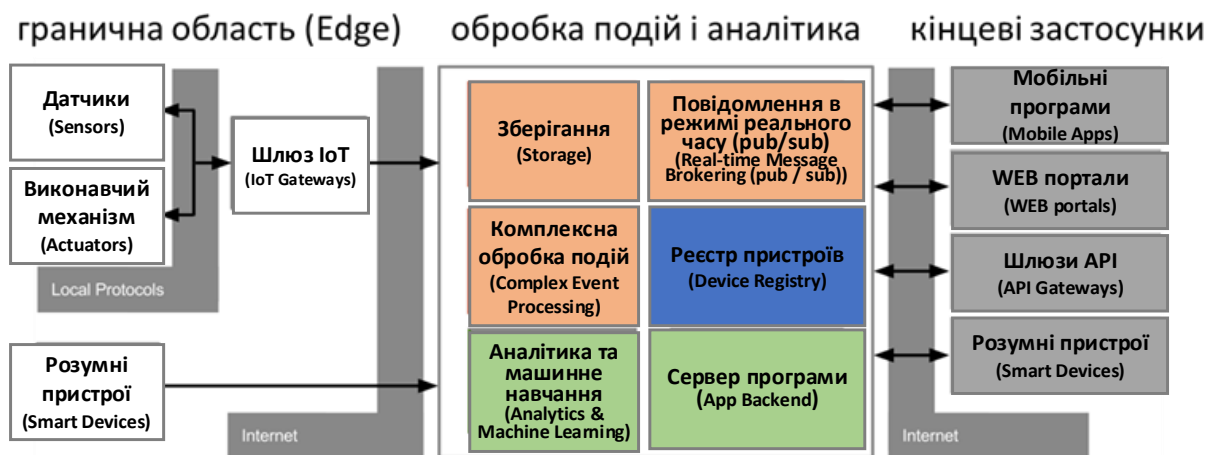 гранична область (Edge)
обробка подій і аналітика
кінцеві застосунки
Датчики
(Sensors)
Виконавчий
механізм
(Actuators)
Local Protocols
Шлюз IoT
(IoT Gateways)
Розумні
пристрої
(Smart Devices)
Internet
Зберігання
(Storage)
Повідомлення в
режимі реального
часу (pub/sub)
(Real-time Message
Brokering (pub / sub))
Комплексна
обробка подій
(Complex Event
Processing)
Реєстр пристроїв
(Device Registry)
Аналітика та
машинне
навчання
(Analytics &
Machine Learning)
Сервер програми
(App Backend)
Мобільні
програми
(Mobile Apps)
WEB портали
(WEB portals)
Шлюзи API
(API Gateways)
Розумні пристрої
(Smart Devices)
Internet